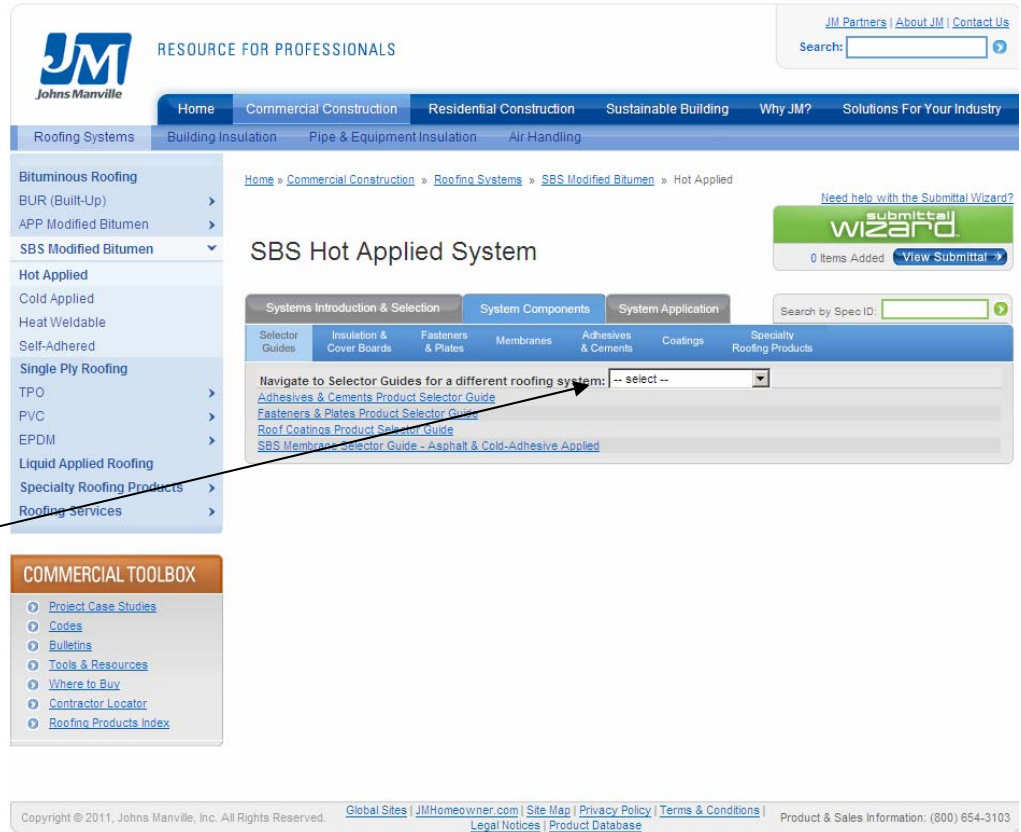 JM Partners | About JM | Contact Us
Search:
JM
Johns Manville
RESOURCE FOR PROFESSIONALS
Home Commercial Construction Residential Construction Sustainable Building Why JM? Solutions For Your Industry
Roofing Systems Building Insulation Pipe & Equipment Insulation Air Handling
Bituminous Roofing
BUR (Built-Up)
APP Modified Bitumen
SBS Modified Bitumen
Hot Applied
Cold Applied
Heat Weldable
Self-Adhered
Single Ply Roofing
TPO
PVC
EPDM
Liquid Applied Roofing
Specialty Roofing Products
Roofing Services
COMMERCIAL TOOLBOX
Project Case Studies
Codes
Bulletins
Tools & Resources
Where to Buy
Contractor Locator
Roofing Products Index
Home » Commercial Construction » Roofing Systems » SBS Modified Bitumen » Hot Applied
Need help with the Submittal Wizard?
submittal
wizard
0 Items Added View Submittal
SBS Hot Applied System
Systems Introduction & Selection System Components System Application
Search by Spec ID:
Selector Guides Insulation & Cover Boards Fasteners & Plates Membranes Adhesives & Cements Coatings Specialty Roofing Products
Navigate to Selector Guides for a different roofing system: -- select --
Adhesives & Cements Product Selector Guide
Fasteners & Plates Product Selector Guide
Roof Coatings Product Selector Guide
SBS Membrane Selector Guide - Asphalt & Cold-Adhesive Applied
Copyright © 2011, Johns Manville, Inc. All Rights Reserved.
Global Sites | JMHomeowner.com | Site Map | Privacy Policy | Terms & Conditions |
Legal Notices | Product Database
Product & Sales Information: (800) 654-3103